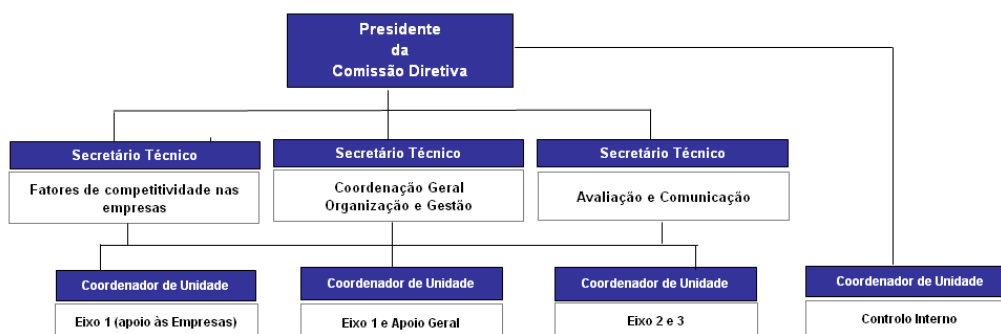 Presidente
da
Comissão Diretiva
Secretário Técnico
Fatores de competitividade nas
empresas
Secretário Técnico
Coordenação Geral
Organização e Gestão
Secretário Técnico
Avaliação e Comunicação
Coordenador de Unidade
Eixo 1 (apoio às Empresas)
Coordenador de Unidade
Eixo 1 e Apoio Geral
Coordenador de Unidade
Eixo 2 e 3
Coordenador de Unidade
Controlo Interno